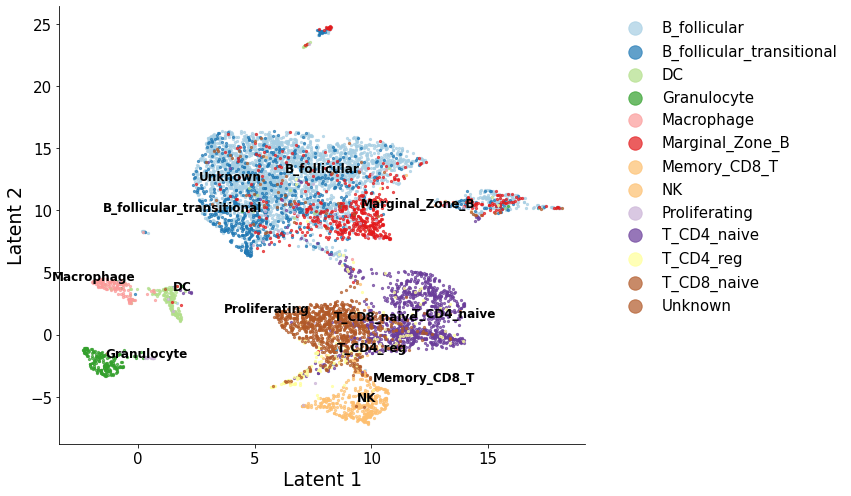 25
20
15
10
5
0
−5
0
5
10
15
Latent 1
Latent 2
Unknown
B_follicular
B_follicular_transitional
Marginal_Zone_B
Macrophage
DC
Proliferating
T_CD8_naive
T_CD4_naive
Granulocyte
T_CD4_reg
Memory_CD8_T
NK
B_follicular
B_follicular_transitional
DC
Granulocyte
Macrophage
Marginal_Zone_B
Memory_CD8_T
NK
Proliferating
T_CD4_naive
T_CD4_reg
T_CD8_naive
Unknown